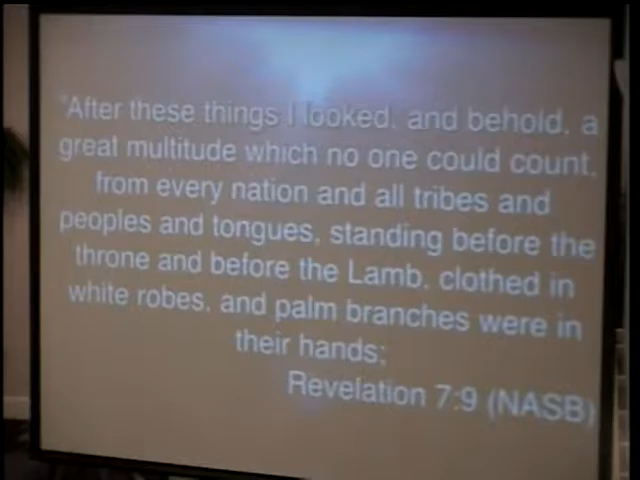 "After these things I looked, and behold, a
great multitude which no one could count,
from every nation and all tribes and
peoples and tongues, standing before the
throne and before the Lamb, clothed in
white robes, and palm branches were in
their hands;
Revelation 7:9 (NASB)